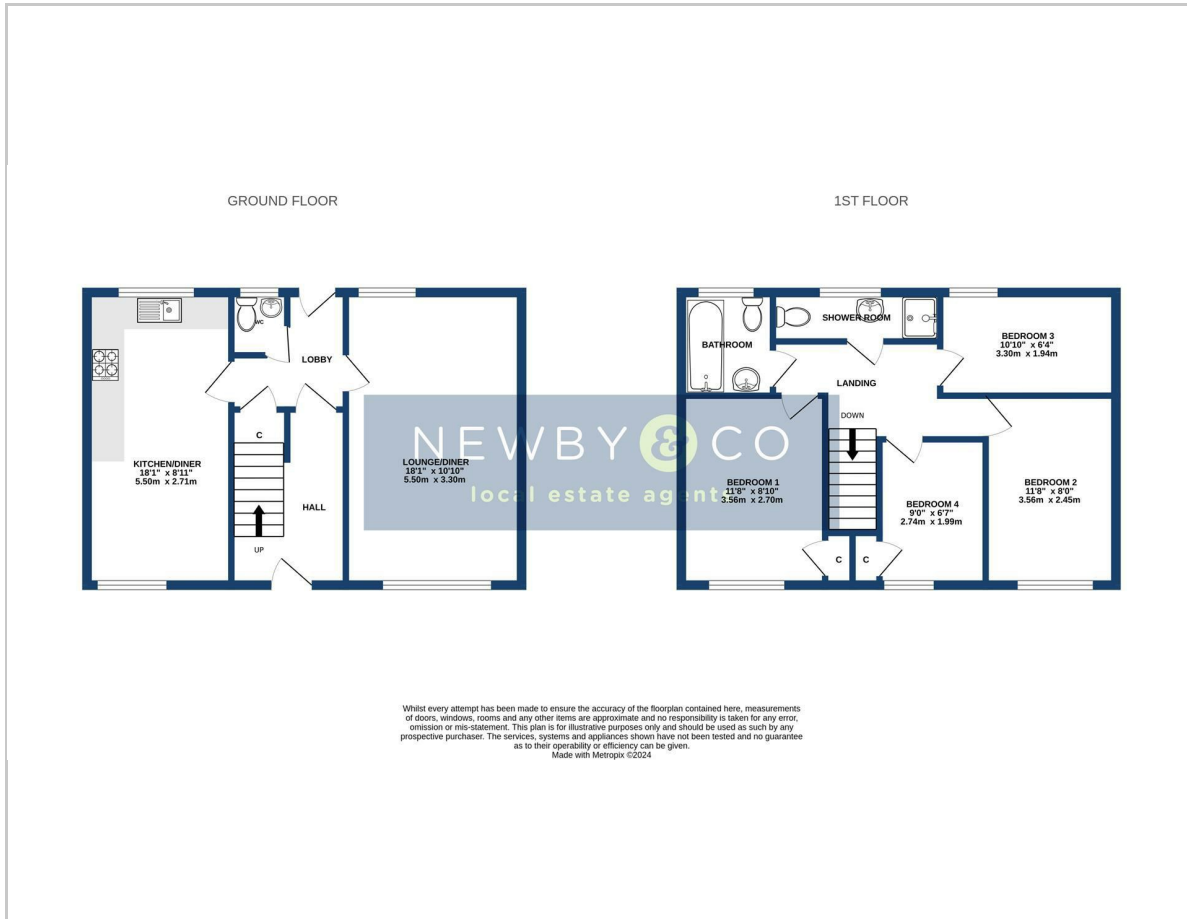 GROUND FLOOR
WC
LOBBY
C
KITCHEN/DINER
18'1" x 8'11"
5.50m x 2.71m
HALL
UP
LOUNGE/DINER
18'1" x 10'10"
5.50m x 3.30m
1ST FLOOR
BATHROOM
SHOWER ROOM
BEDROOM 3
10'10" x 6'4"
3.30m x 1.94m
LANDING
DOWN
BEDROOM 1
11'8" x 8'10"
3.56m x 2.70m
BEDROOM 4
9'0" x 6'7"
2.74m x 1.99m
BEDROOM 2
11'8" x 8'0"
3.56m x 2.45m
C
C
NEWBY & CO
local estate agents
Whilst every attempt has been made to ensure the accuracy of the floorplan contained here, measurements
of doors, windows, rooms and any other items are approximate and no responsibility is taken for any error,
omission or mis-statement. This plan is for illustrative purposes only and should be used as such by any
prospective purchaser. The services, systems and appliances shown have not been tested and no guarantee
as to their operability or efficiency can be given.
Made with Metropix ©2024